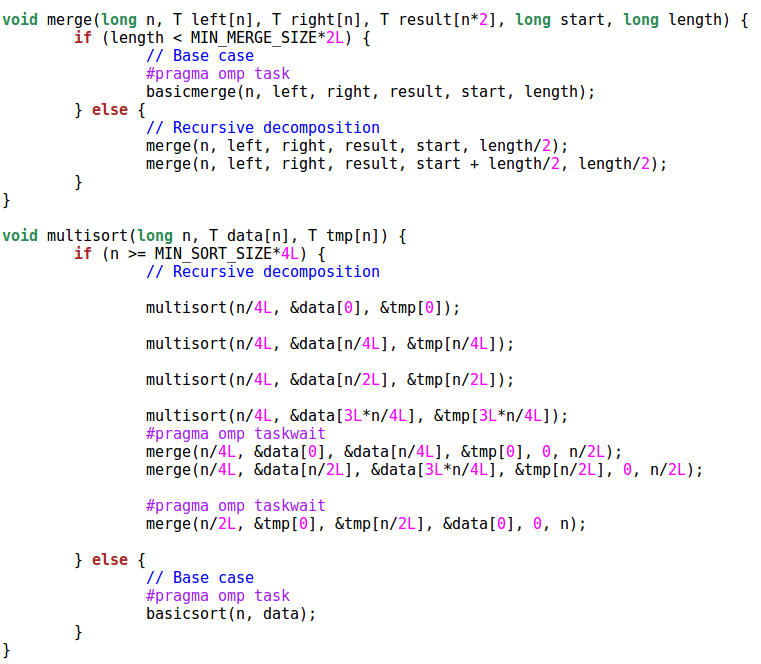 void merge(long n, T left[n], T right[n], T result[n*2], long start, long length) {
        if (length < MIN_MERGE_SIZE*2L) {
                // Base case
                #pragma omp task
                basicmerge(n, left, right, result, start, length);
        } else {
                // Recursive decomposition
                merge(n, left, right, result, start, length/2);
                merge(n, left, right, result, start + length/2, length/2);
        }
}

void multisort(long n, T data[n], T tmp[n]) {
        if (n >= MIN_SORT_SIZE*4L) {
                // Recursive decomposition

                multisort(n/4L, &data[0], &tmp[0]);

                multisort(n/4L, &data[n/4L], &tmp[n/4L]);

                multisort(n/4L, &data[n/2L], &tmp[n/2L]);

                multisort(n/4L, &data[3L*n/4L], &tmp[3L*n/4L]);
                #pragma omp taskwait
                merge(n/4L, &data[0], &data[n/4L], &tmp[0], 0, n/2L);
                merge(n/4L, &data[n/2L], &data[3L*n/4L], &tmp[n/2L], 0, n/2L);

                #pragma omp taskwait
                merge(n/2L, &tmp[0], &tmp[n/2L], &data[0], 0, n);

        } else {
                // Base case
                #pragma omp task
                basicsort(n, data);
        }
}